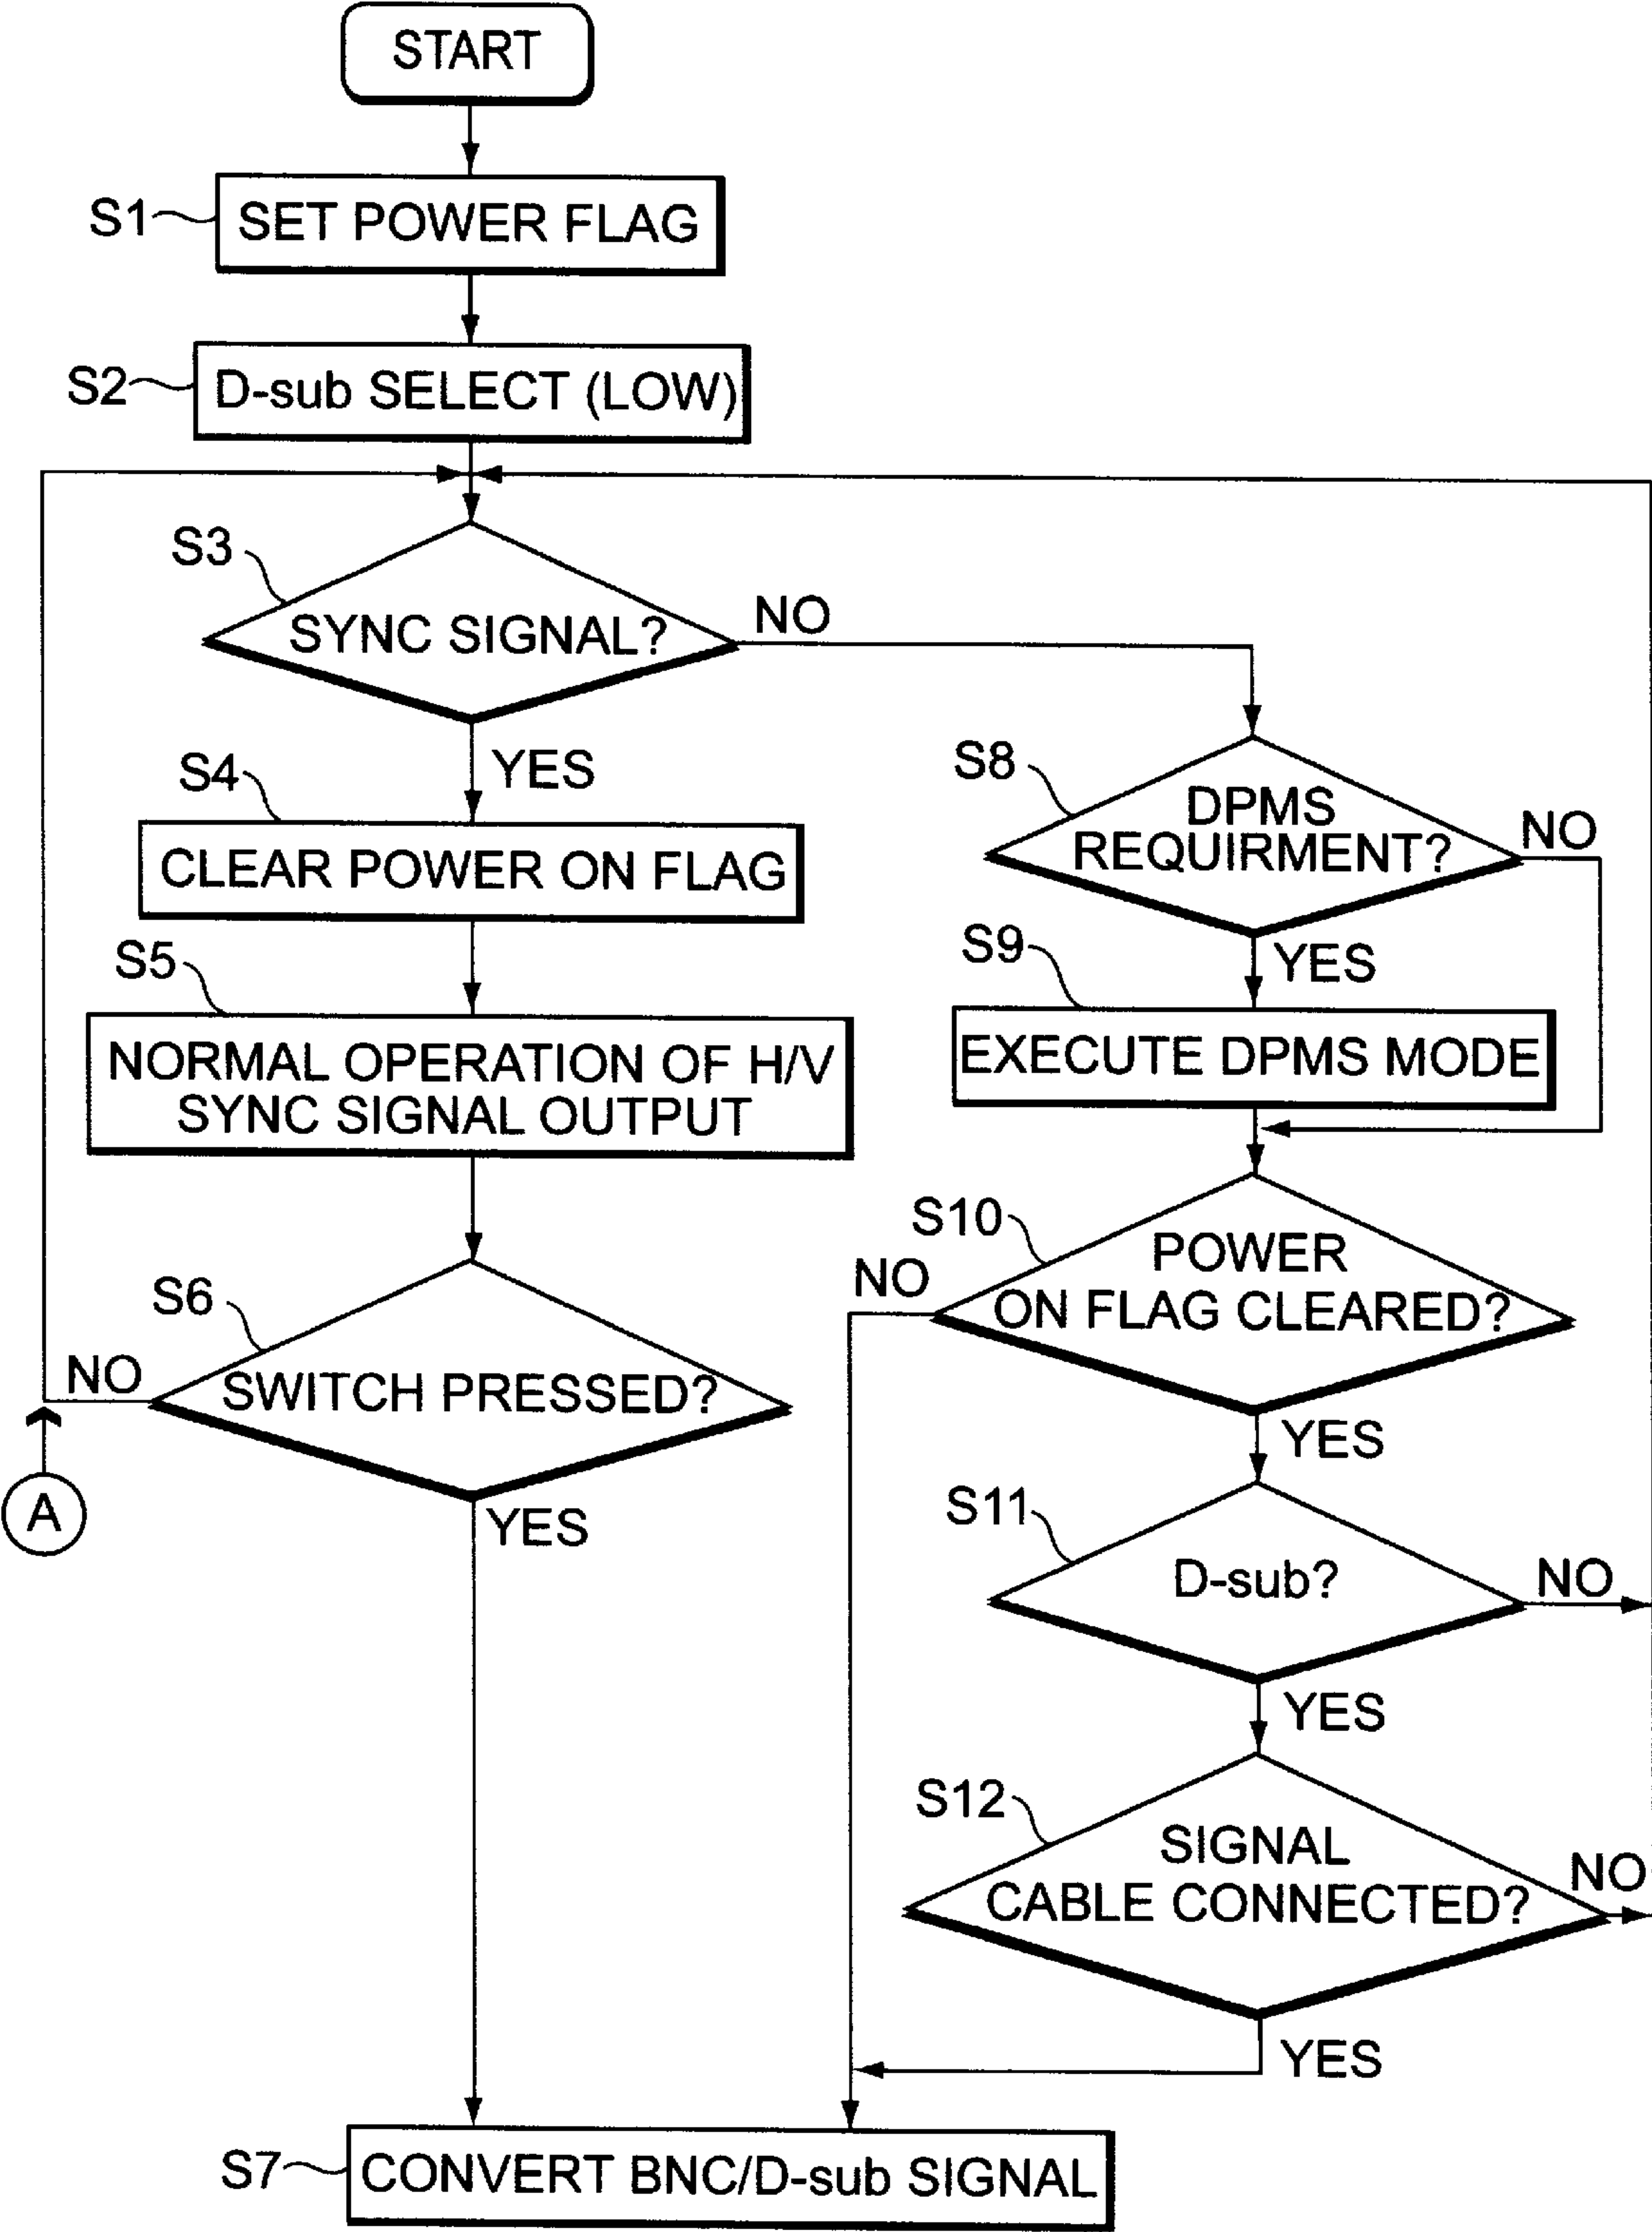 START
S1
SET POWER FLAG
S2
D-sub SELECT (LOW)
S3
SYNC SIGNAL?
NO
YES
S4
CLEAR POWER ON FLAG
S5
NORMAL OPERATION OF H/V
SYNC SIGNAL OUTPUT
S6
SWITCH PRESSED?
NO
A
YES
S8
DPMS
REQUIRMENT?
NO
YES
S9
EXECUTE DPMS MODE
S10
POWER
ON FLAG CLEARED?
NO
YES
S11
D-sub?
NO
YES
S12
SIGNAL
CABLE CONNECTED?
NO
YES
S7
CONVERT BNC/D-sub SIGNAL